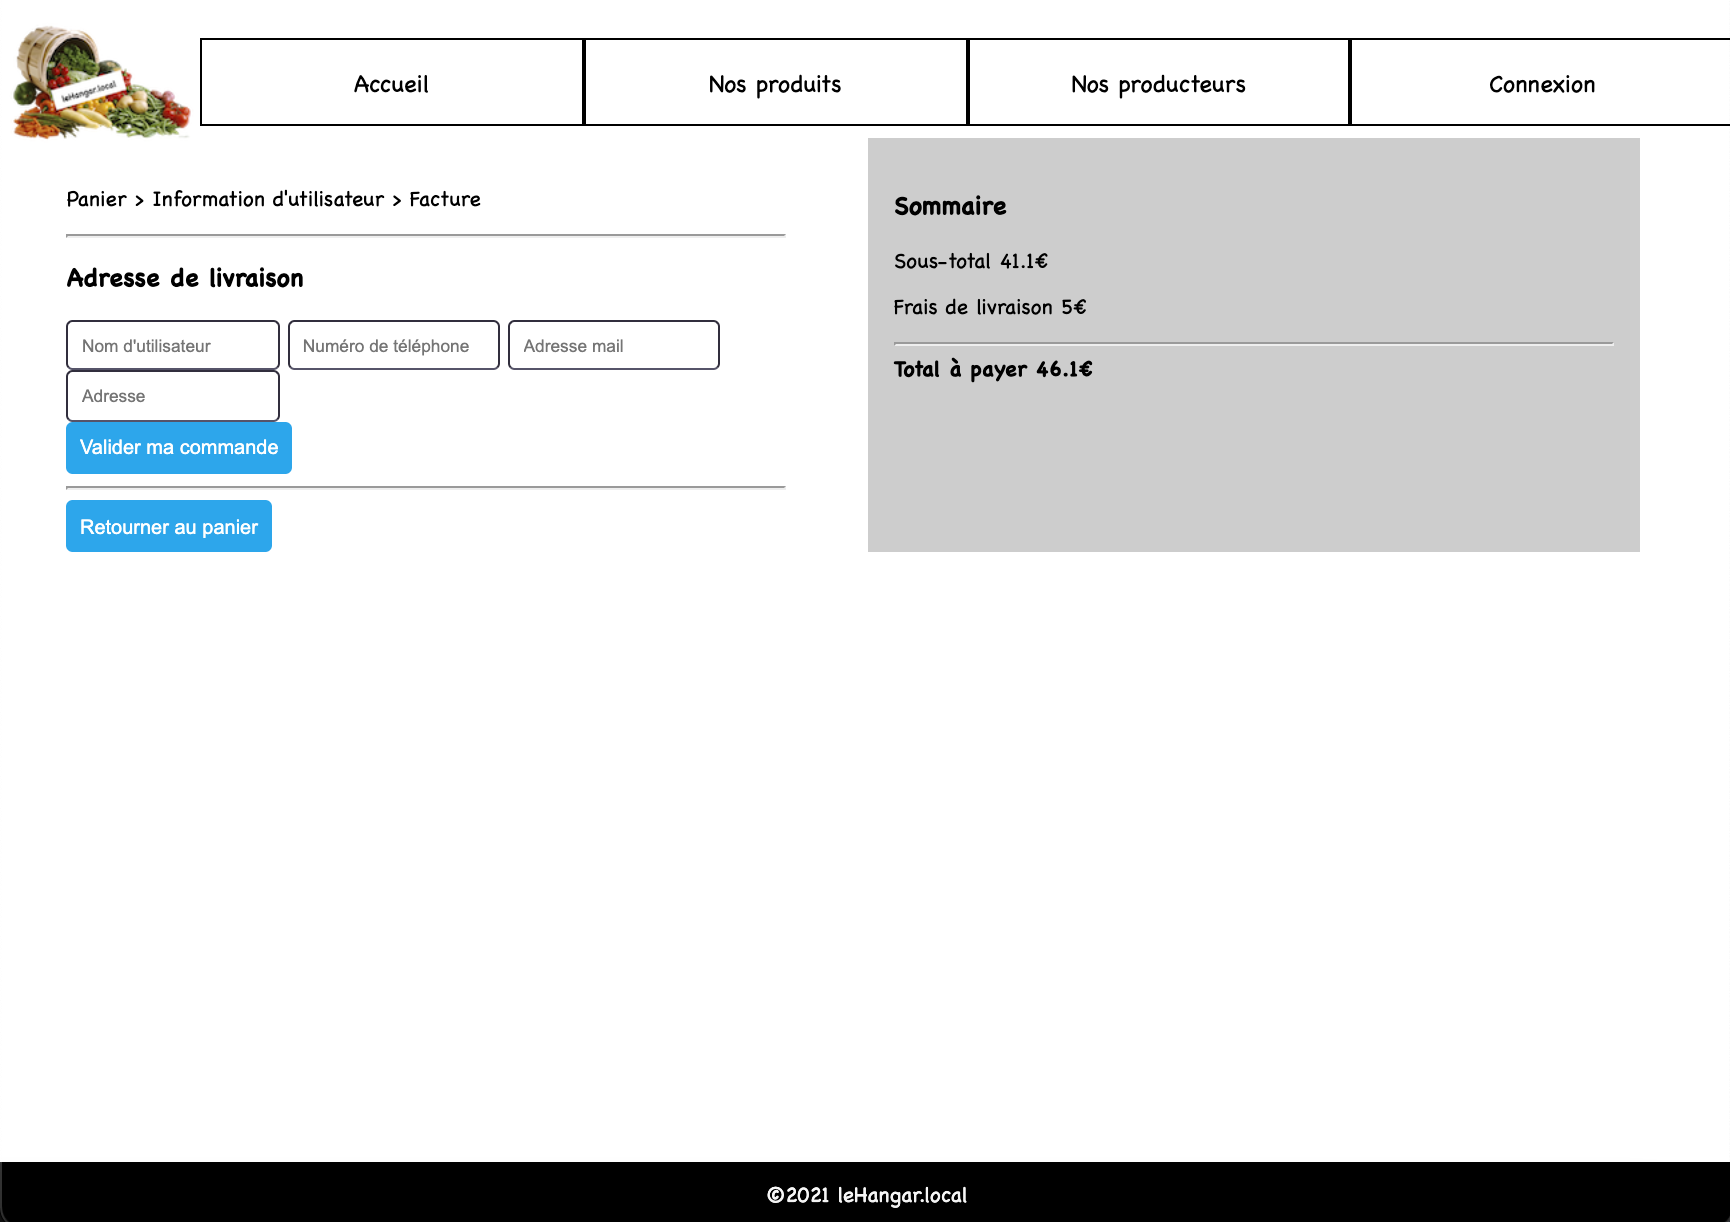 leHangar.local
Accueil
Nos produits
Nos producteurs
Connexion
Panier > Information d'utilisateur > Facture
Adresse de livraison
Nom d'utilisateur
Numéro de téléphone
Adresse mail
Adresse
Valider ma commande
Retourner au panier
Sommaire
Sous-total 41.1€
Frais de livraison 5€
Total à payer 46.1€
©2021 leHangar.local